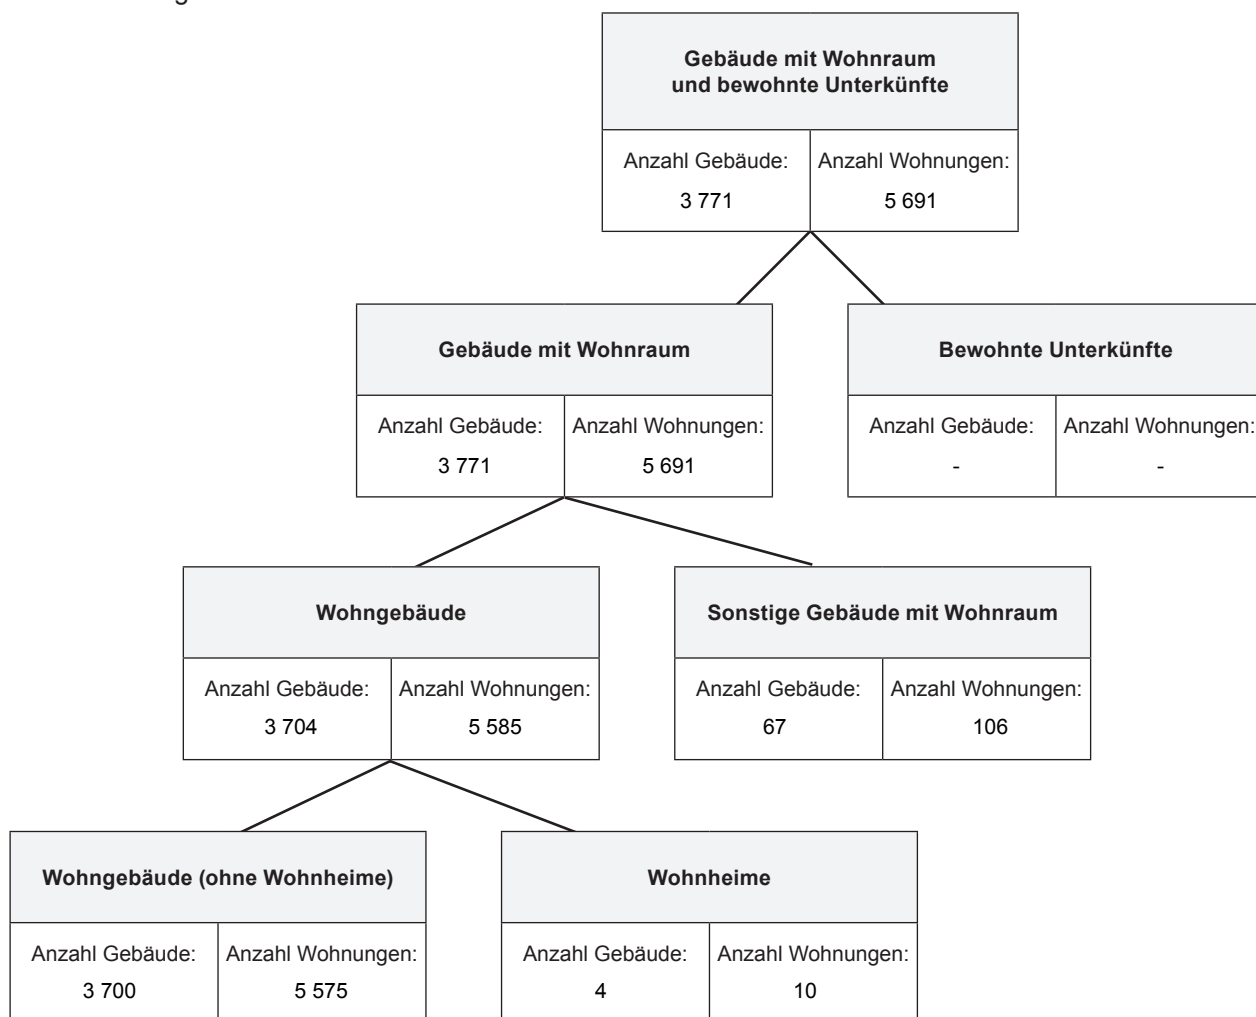 Gebäude mit Wohnraum
und bewohnte Unterkünfte
Anzahl Gebäude: Anzahl Wohnungen:
3 771 5 691
Gebäude mit Wohnraum
Anzahl Gebäude: Anzahl Wohnungen:
3 771 5 691
Bewohnte Unterkünfte
Anzahl Gebäude: Anzahl Wohnungen:
- -
Wohngebäude
Anzahl Gebäude: Anzahl Wohnungen:
3 704 5 585
Sonstige Gebäude mit Wohnraum
Anzahl Gebäude: Anzahl Wohnungen:
67 106
Wohngebäude (ohne Wohnheime)
Anzahl Gebäude: Anzahl Wohnungen:
3 700 5 575
Wohnheime
Anzahl Gebäude: Anzahl Wohnungen:
4 10